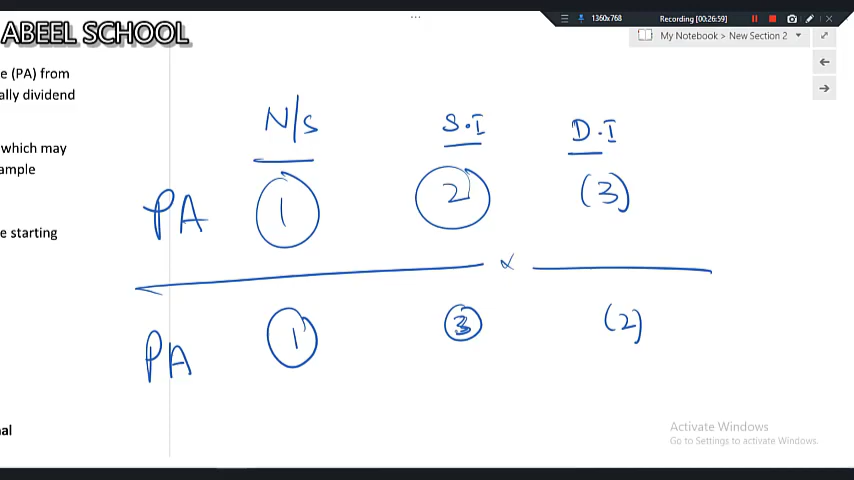 1360x768
Recording [00:26:59]
ABEEL SCHOOL
My Notebook > New Section 2
e (PA) from
ally dividend
which may
ample
e starting
al
N/S S.I D.I
PA 1 2 (3)
∝
PA 1 3 (2)
Activate Windows
Go to Settings to activate Windows.